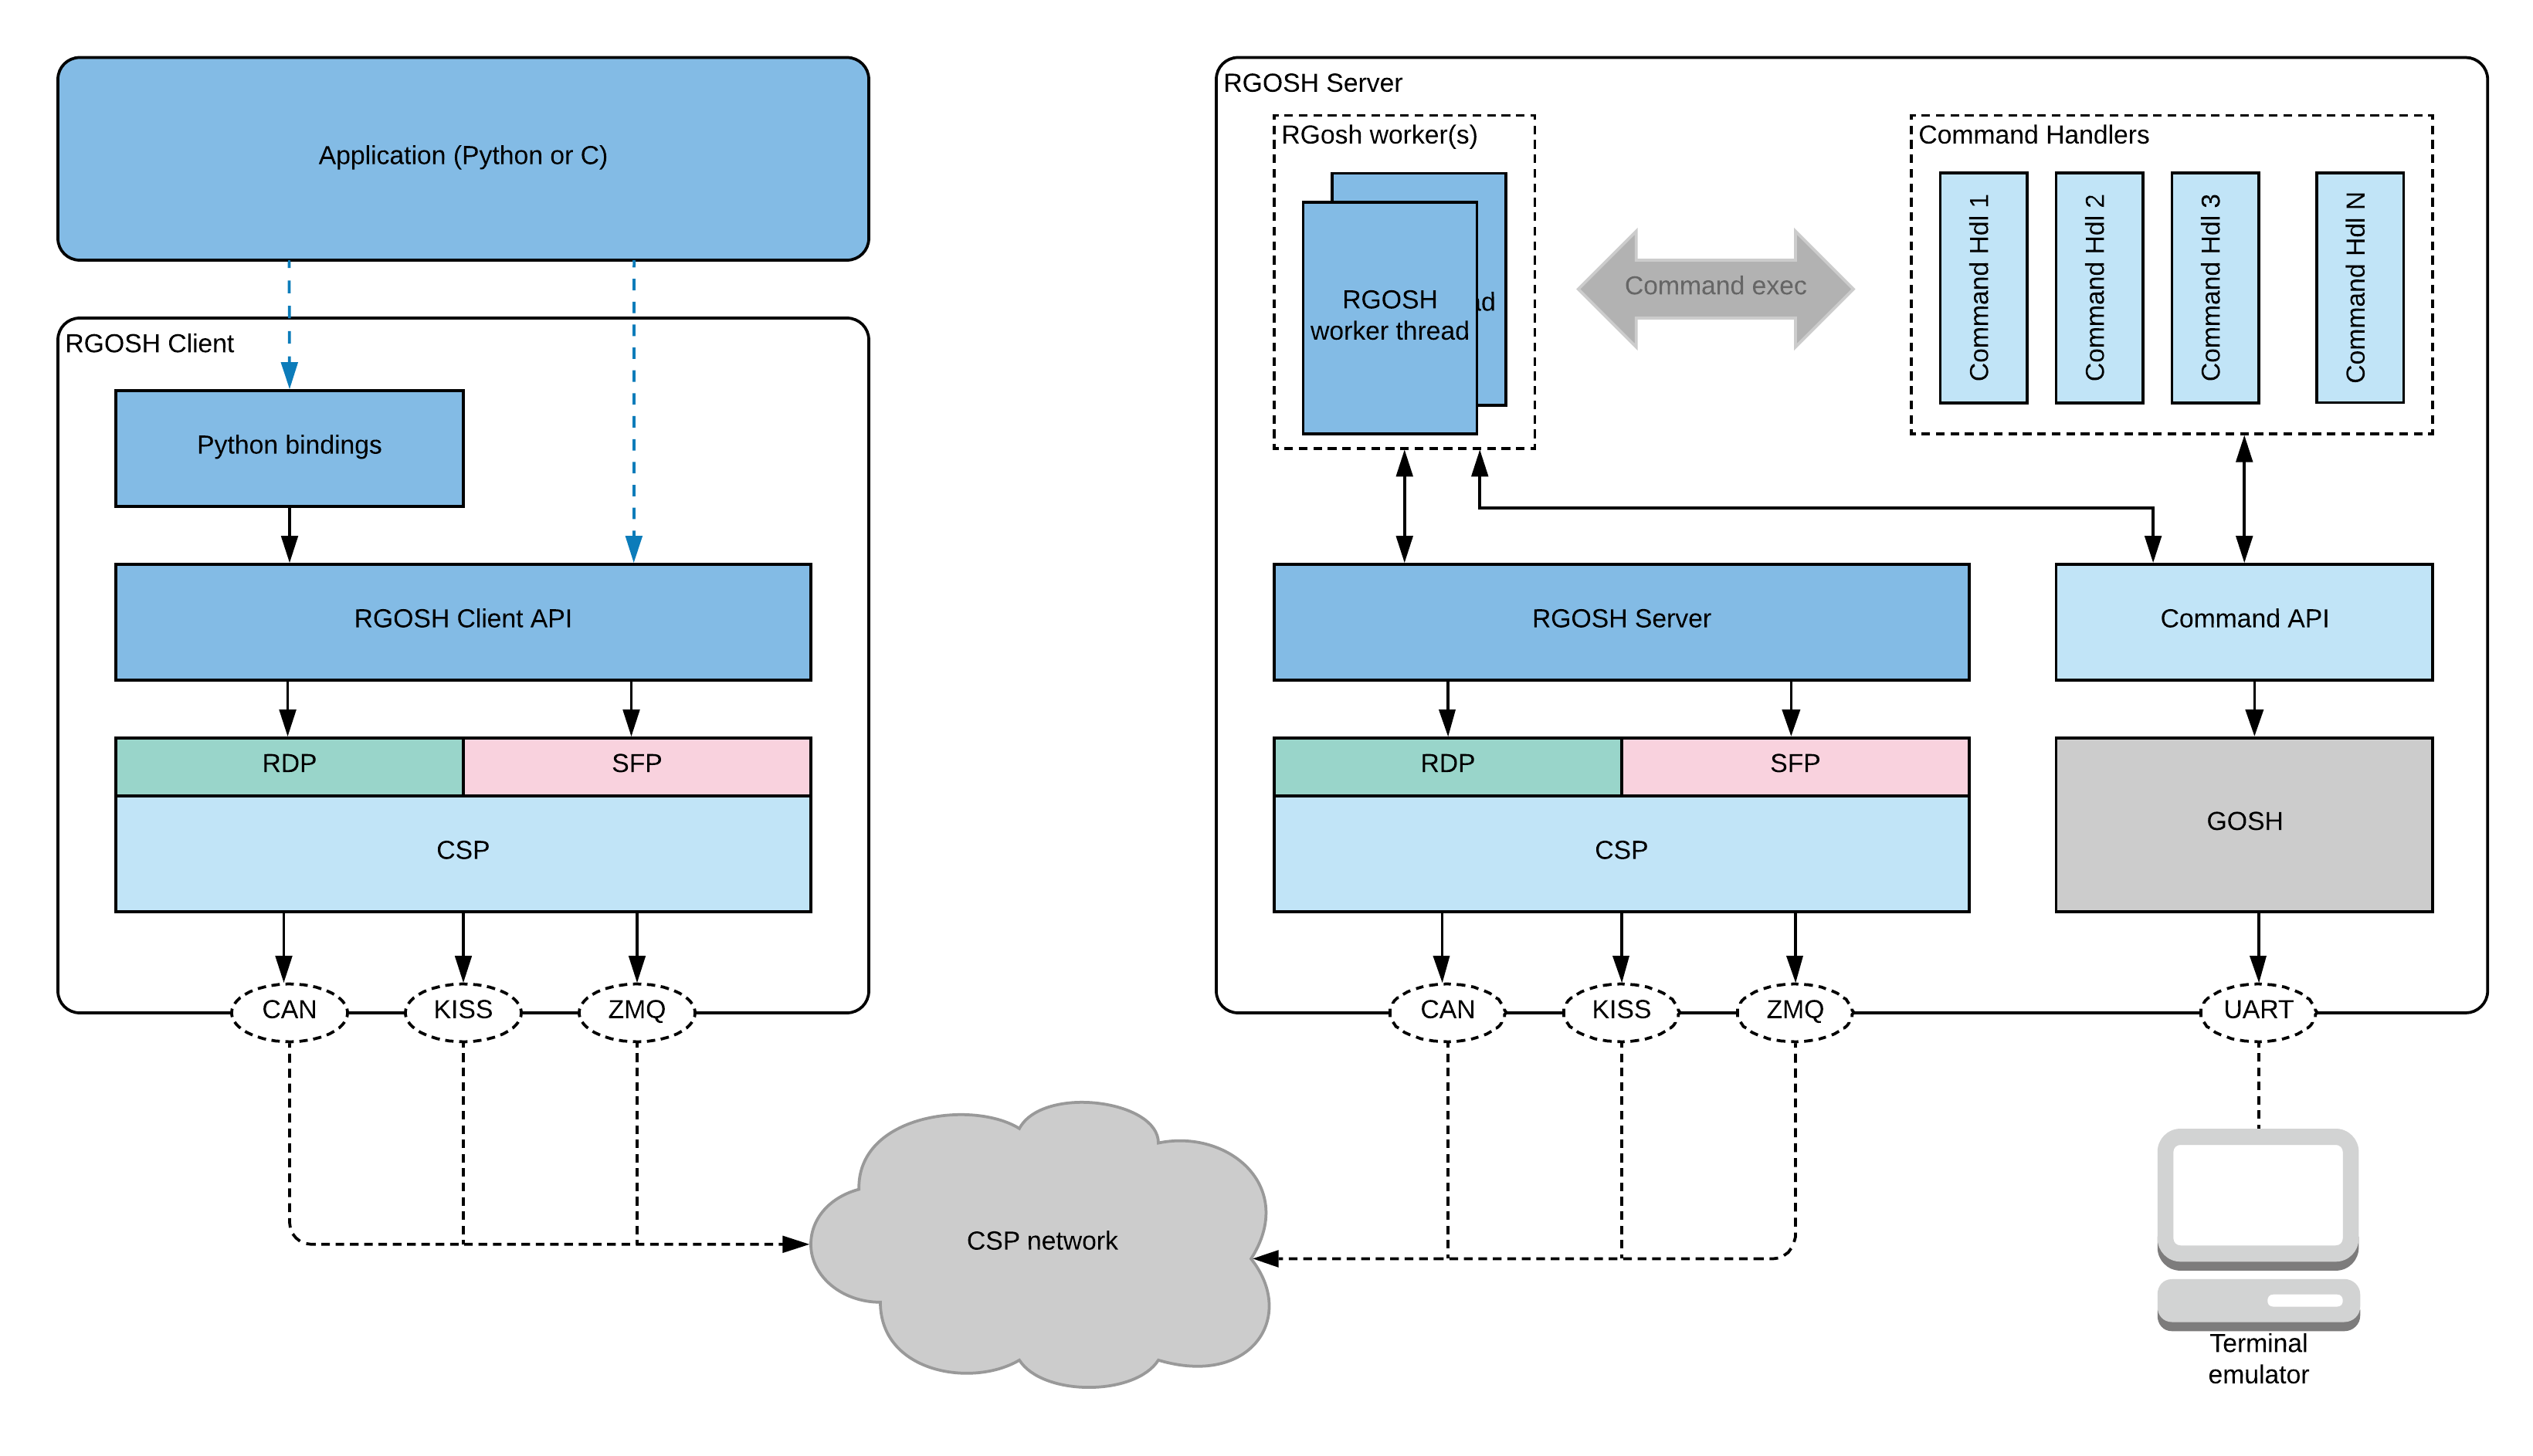 Application (Python or C)
RGOSH Client
Python bindings
RGOSH Client API
RDP
SFP
CSP
CAN
KISS
ZMQ
RGOSH Server
RGosh worker(s)
RGOSH
worker thread
ad
Command exec
Command Handlers
Command Hdl 1
Command Hdl 2
Command Hdl 3
Command Hdl N
RGOSH Server
Command API
RDP
SFP
CSP
GOSH
CAN
KISS
ZMQ
UART
CSP network
Terminal
emulator